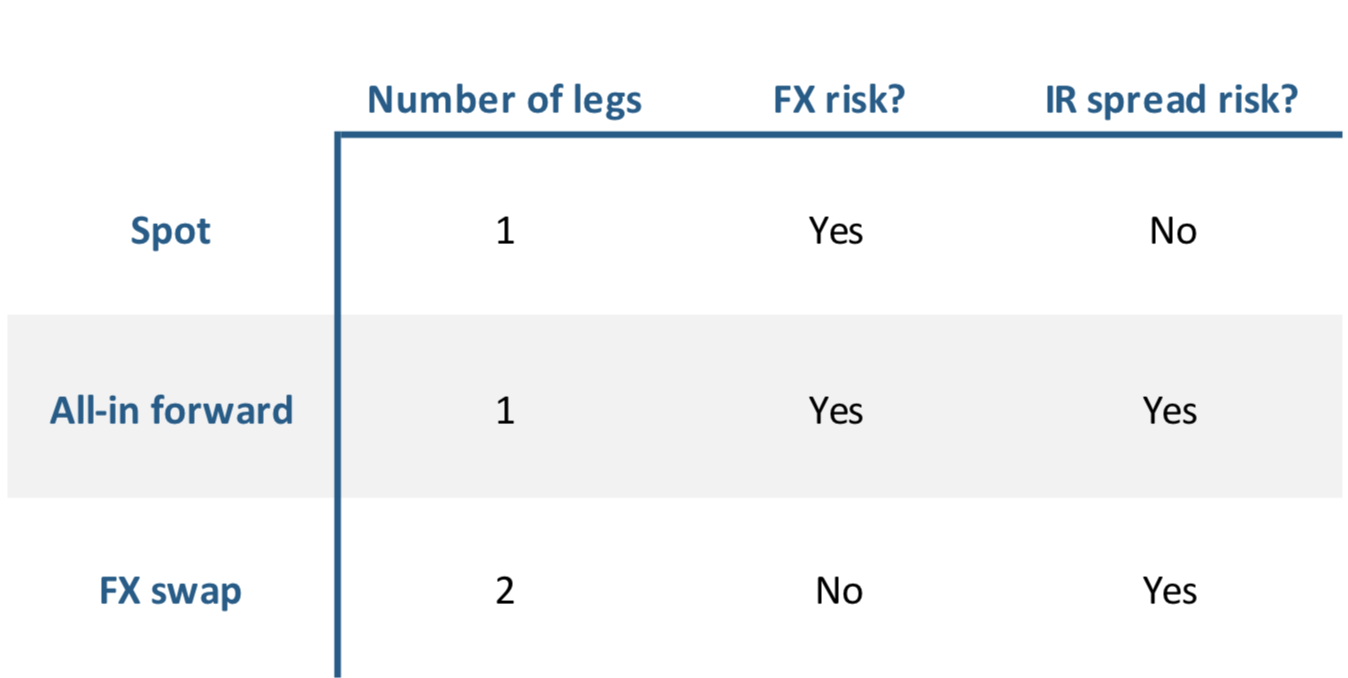 Number of legs FX risk? IR spread risk?
Spot 1 Yes No
All-in forward 1 Yes Yes
FX swap 2 No Yes